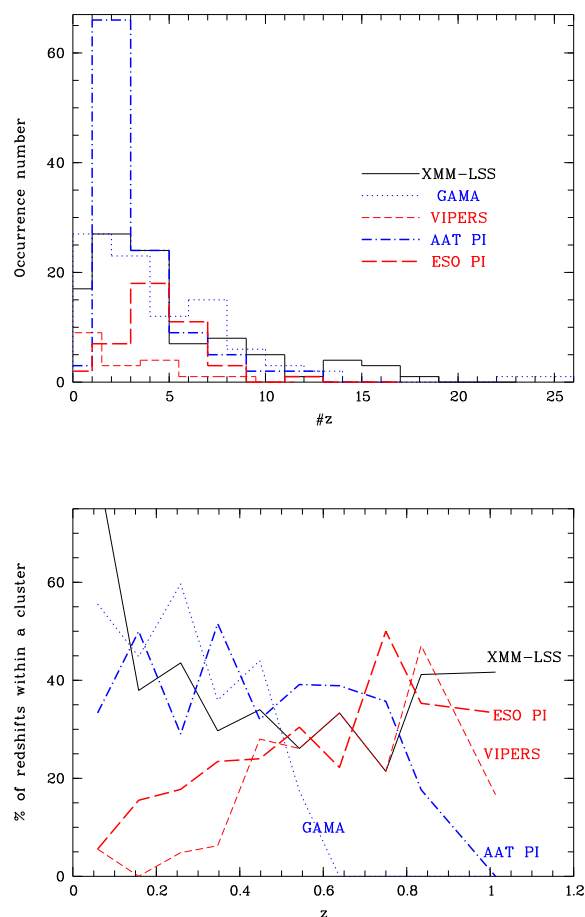 60
40
20
0
Occurrence number
XMM-LSS
GAMA
VIPERS
AAT PI
ESO PI
0 5 10 15 20 25
#z
60
40
20
0
% of redshifts within a cluster
XMM-LSS
ESO PI
VIPERS
GAMA
AAT PI
0 0.2 0.4 0.6 0.8 1 1.2
z